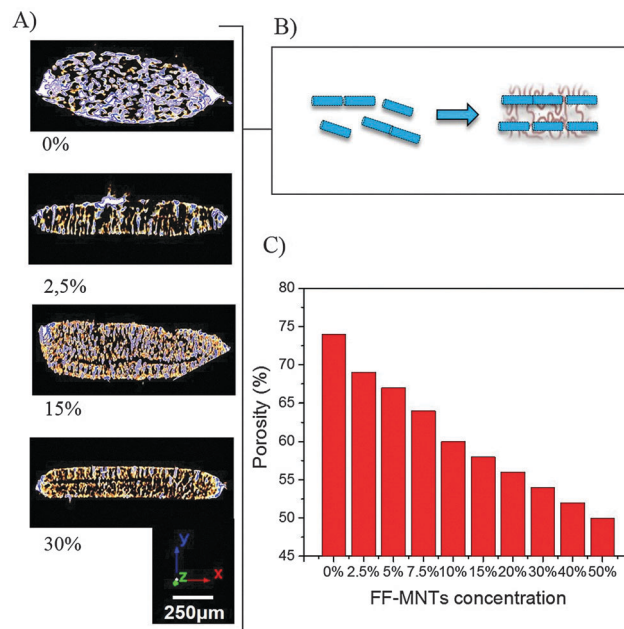 A)
0%
2,5%
15%
30%
y
z
x
250μm
B)
C)
80
75
70
65
60
55
50
45
Porosity (%)
0% 2.5% 5% 7.5% 10% 15% 20% 30% 40% 50%
FF-MNTs concentration